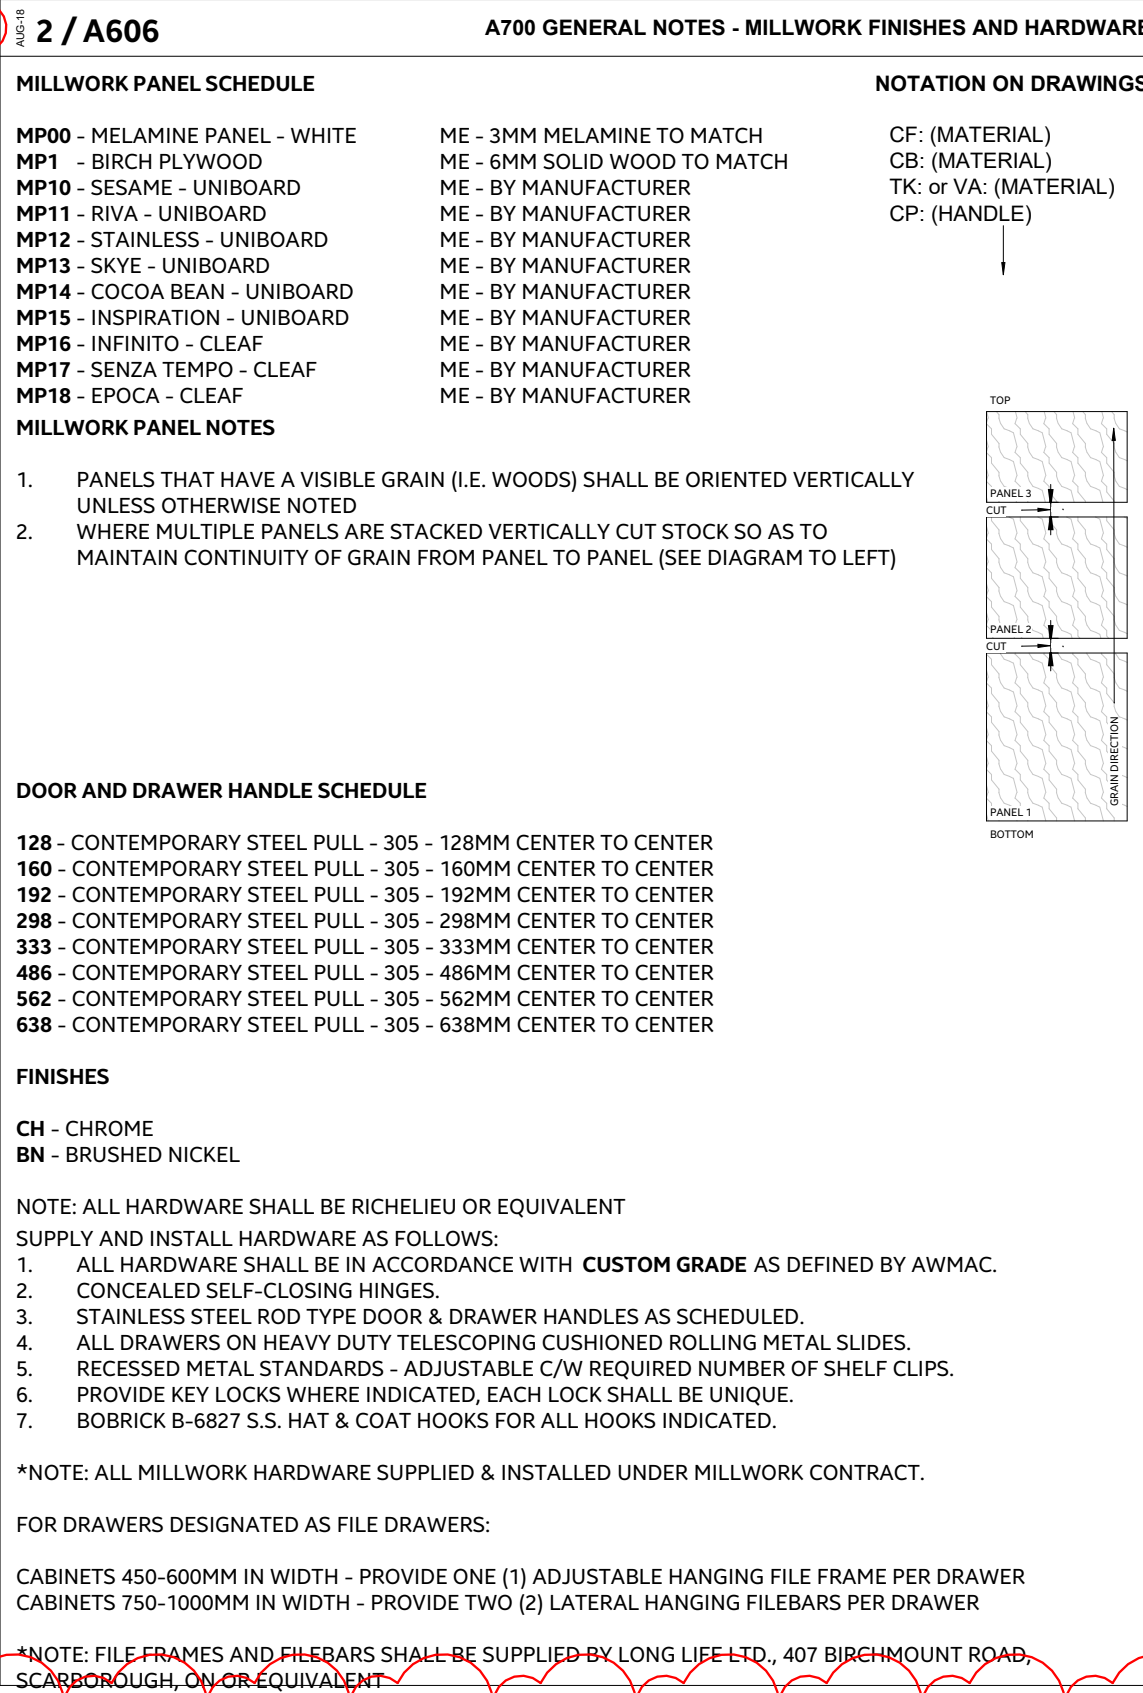 AUG-18
2 / A606
A700 GENERAL NOTES - MILLWORK FINISHES AND HARDWARE
MILLWORK PANEL SCHEDULE
MP00 - MELAMINE PANEL - WHITE ME - 3MM MELAMINE TO MATCH
MP1 - BIRCH PLYWOOD ME - 6MM SOLID WOOD TO MATCH
MP10 - SESAME - UNIBOARD ME - BY MANUFACTURER
MP11 - RIVA - UNIBOARD ME - BY MANUFACTURER
MP12 - STAINLESS - UNIBOARD ME - BY MANUFACTURER
MP13 - SKYE - UNIBOARD ME - BY MANUFACTURER
MP14 - COCOA BEAN - UNIBOARD ME - BY MANUFACTURER
MP15 - INSPIRATION - UNIBOARD ME - BY MANUFACTURER
MP16 - INFINITO - CLEAF ME - BY MANUFACTURER
MP17 - SENZA TEMPO - CLEAF ME - BY MANUFACTURER
MP18 - EPOCA - CLEAF ME - BY MANUFACTURER
NOTATION ON DRAWINGS
CF: (MATERIAL)
CB: (MATERIAL)
TK: or VA: (MATERIAL)
CP: (HANDLE)
MILLWORK PANEL NOTES
1. PANELS THAT HAVE A VISIBLE GRAIN (I.E. WOODS) SHALL BE ORIENTED VERTICALLY
UNLESS OTHERWISE NOTED
2. WHERE MULTIPLE PANELS ARE STACKED VERTICALLY CUT STOCK SO AS TO
MAINTAIN CONTINUITY OF GRAIN FROM PANEL TO PANEL (SEE DIAGRAM TO LEFT)
TOP
PANEL 3
CUT
PANEL 2
CUT
GRAIN DIRECTION
PANEL 1
BOTTOM
DOOR AND DRAWER HANDLE SCHEDULE
128 - CONTEMPORARY STEEL PULL - 305 - 128MM CENTER TO CENTER
160 - CONTEMPORARY STEEL PULL - 305 - 160MM CENTER TO CENTER
192 - CONTEMPORARY STEEL PULL - 305 - 192MM CENTER TO CENTER
298 - CONTEMPORARY STEEL PULL - 305 - 298MM CENTER TO CENTER
333 - CONTEMPORARY STEEL PULL - 305 - 333MM CENTER TO CENTER
486 - CONTEMPORARY STEEL PULL - 305 - 486MM CENTER TO CENTER
562 - CONTEMPORARY STEEL PULL - 305 - 562MM CENTER TO CENTER
638 - CONTEMPORARY STEEL PULL - 305 - 638MM CENTER TO CENTER
FINISHES
CH - CHROME
BN - BRUSHED NICKEL
NOTE: ALL HARDWARE SHALL BE RICHELIEU OR EQUIVALENT
SUPPLY AND INSTALL HARDWARE AS FOLLOWS:
1. ALL HARDWARE SHALL BE IN ACCORDANCE WITH CUSTOM GRADE AS DEFINED BY AWMAC.
2. CONCEALED SELF-CLOSING HINGES.
3. STAINLESS STEEL ROD TYPE DOOR & DRAWER HANDLES AS SCHEDULED.
4. ALL DRAWERS ON HEAVY DUTY TELESCOPING CUSHIONED ROLLING METAL SLIDES.
5. RECESSED METAL STANDARDS - ADJUSTABLE C/W REQUIRED NUMBER OF SHELF CLIPS.
6. PROVIDE KEY LOCKS WHERE INDICATED, EACH LOCK SHALL BE UNIQUE.
7. BOBRICK B-6827 S.S. HAT & COAT HOOKS FOR ALL HOOKS INDICATED.
*NOTE: ALL MILLWORK HARDWARE SUPPLIED & INSTALLED UNDER MILLWORK CONTRACT.
FOR DRAWERS DESIGNATED AS FILE DRAWERS:
CABINETS 450-600MM IN WIDTH - PROVIDE ONE (1) ADJUSTABLE HANGING FILE FRAME PER DRAWER
CABINETS 750-1000MM IN WIDTH - PROVIDE TWO (2) LATERAL HANGING FILEBARS PER DRAWER
*NOTE: FILE FRAMES AND FILEBARS SHALL BE SUPPLIED BY LONG LIFE LTD., 407 BIRCHMOUNT ROAD,
SCARBOROUGH, ON OR EQUIVALENT